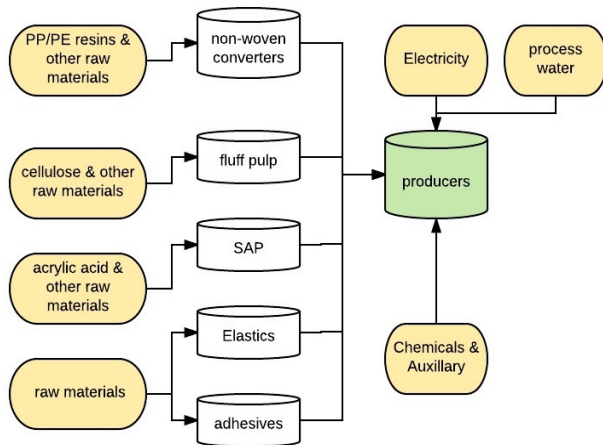 PP/PE resins &
other raw
materials
non-woven
converters
Electricity
process
water
cellulose & other
raw materials
fluff pulp
producers
acrylic acid &
other raw
materials
SAP
Elastics
Chemicals &
Auxillary
raw materials
adhesives